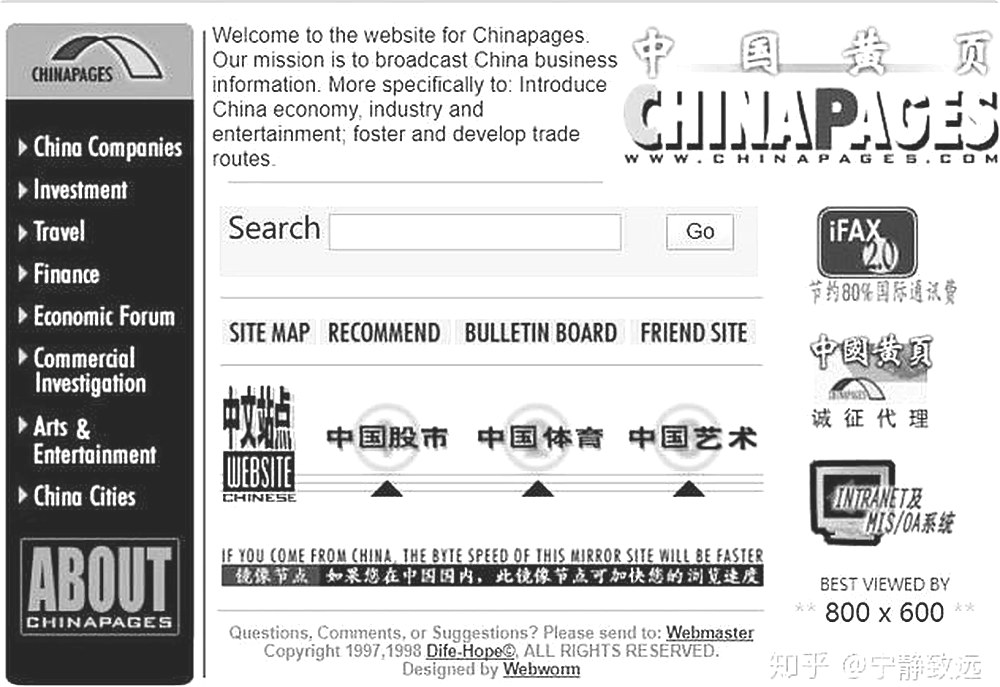 CHINAPAGES
China Companies
Investment
Travel
Finance
Economic Forum
Commercial
Investigation
Arts &
Entertainment
China Cities
ABOUT
CHINAPAGES
Welcome to the website for Chinapages.
Our mission is to broadcast China business
information. More specifically to: Introduce
China economy, industry and
entertainment; foster and develop trade
routes.
中国黄页
CHINAPAGES
WWW.CHINAPAGES.COM
Search
Go
SITE MAP RECOMMEND BULLETIN BOARD FRIEND SITE
中文站点
WEBSITE
CHINESE
中国股市 中国体育 中国艺术
IF YOU COME FROM CHINA, THE BYTE SPEED OF THIS MIRROR SITE WILL BE FASTER
镜像节点 如果您在中国国内，此镜像节点可加快您的浏览速度
Questions, Comments, or Suggestions? Please send to: Webmaster
Copyright 1997,1998 Dife-Hope©, ALL RIGHTS RESERVED.
Designed by Webworm
iFAX
2.0
节约80%国际通讯费
中國黄頁
CHINAPAGES
诚征代理
INTRANET及
MIS/OA系统
BEST VIEWED BY
** 800 x 600 **
知乎 @宁静致远